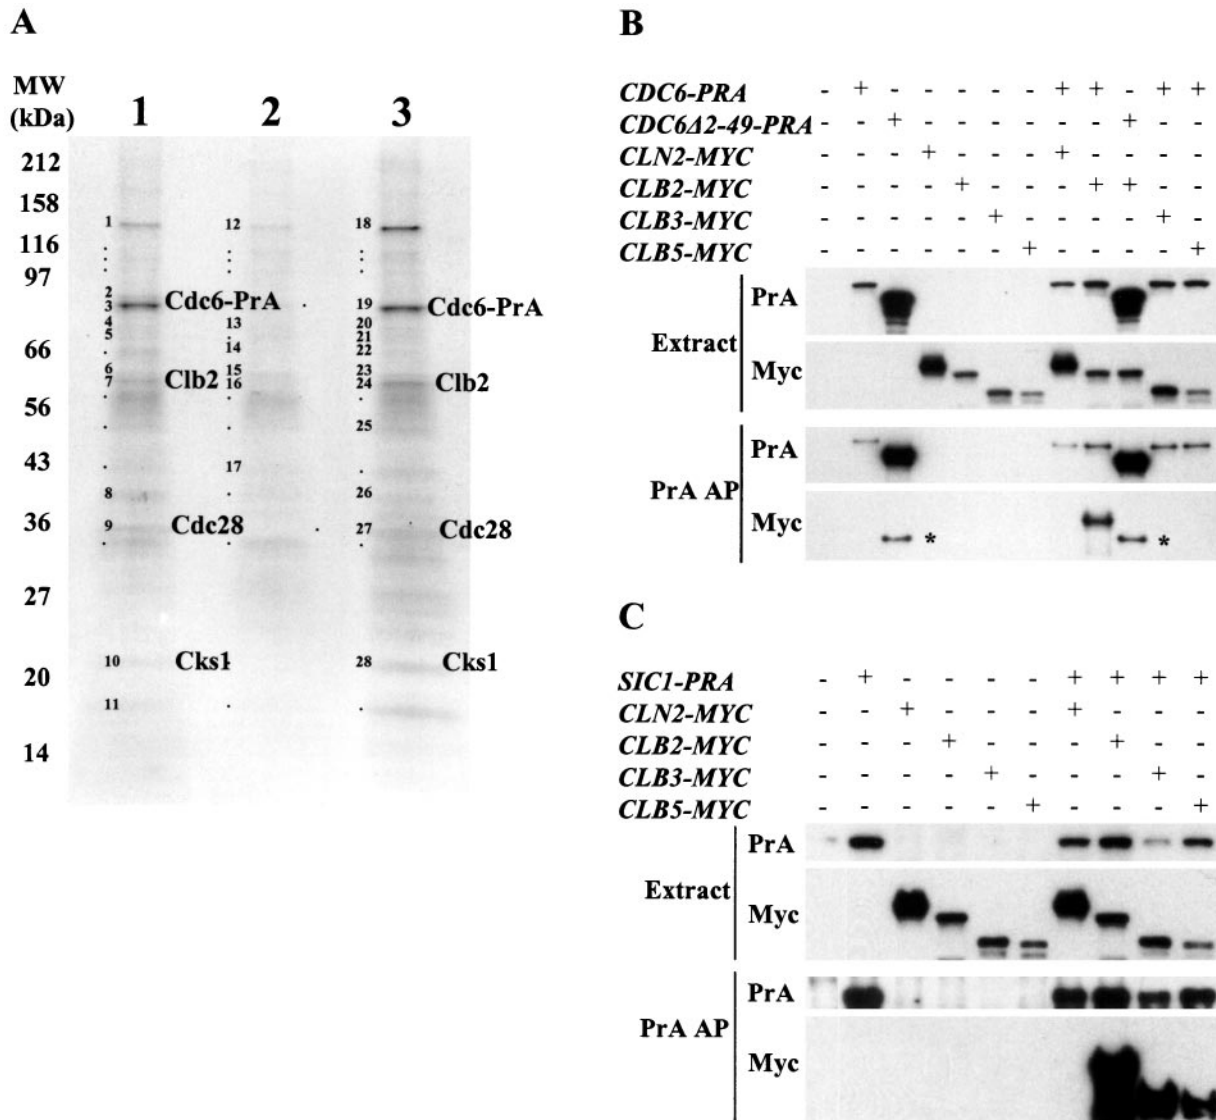 A
MW
(kDa)
1 2 3
212
158
116
97
66
56
43
36
27
20
14
1
2
3
4
5
6
7
8
9
10
11
12
13
14
15
16
17
18
19
20
21
22
23
24
25
26
27
28
Cdc6-PrA
Clb2
Cdc28
Cks1
Cdc6-PrA
Clb2
Cdc28
Cks1
B
CDC6-PRA - + - - - - - + + - + +
CDC6Δ2-49-PRA - - + - - - - - - + - -
CLN2-MYC - - - + - - - + - - - -
CLB2-MYC - - - - + - - - + + - -
CLB3-MYC - - - - - + - - - - + -
CLB5-MYC - - - - - - + - - - - +
Extract
PrA
Myc
PrA AP
PrA
Myc
* *
C
SIC1-PRA - + - - - - + + + +
CLN2-MYC - - + - - - + - - -
CLB2-MYC - - - + - - - + - -
CLB3-MYC - - - - + - - - + -
CLB5-MYC - - - - - + - - - +
Extract
PrA
Myc
PrA AP
PrA
Myc